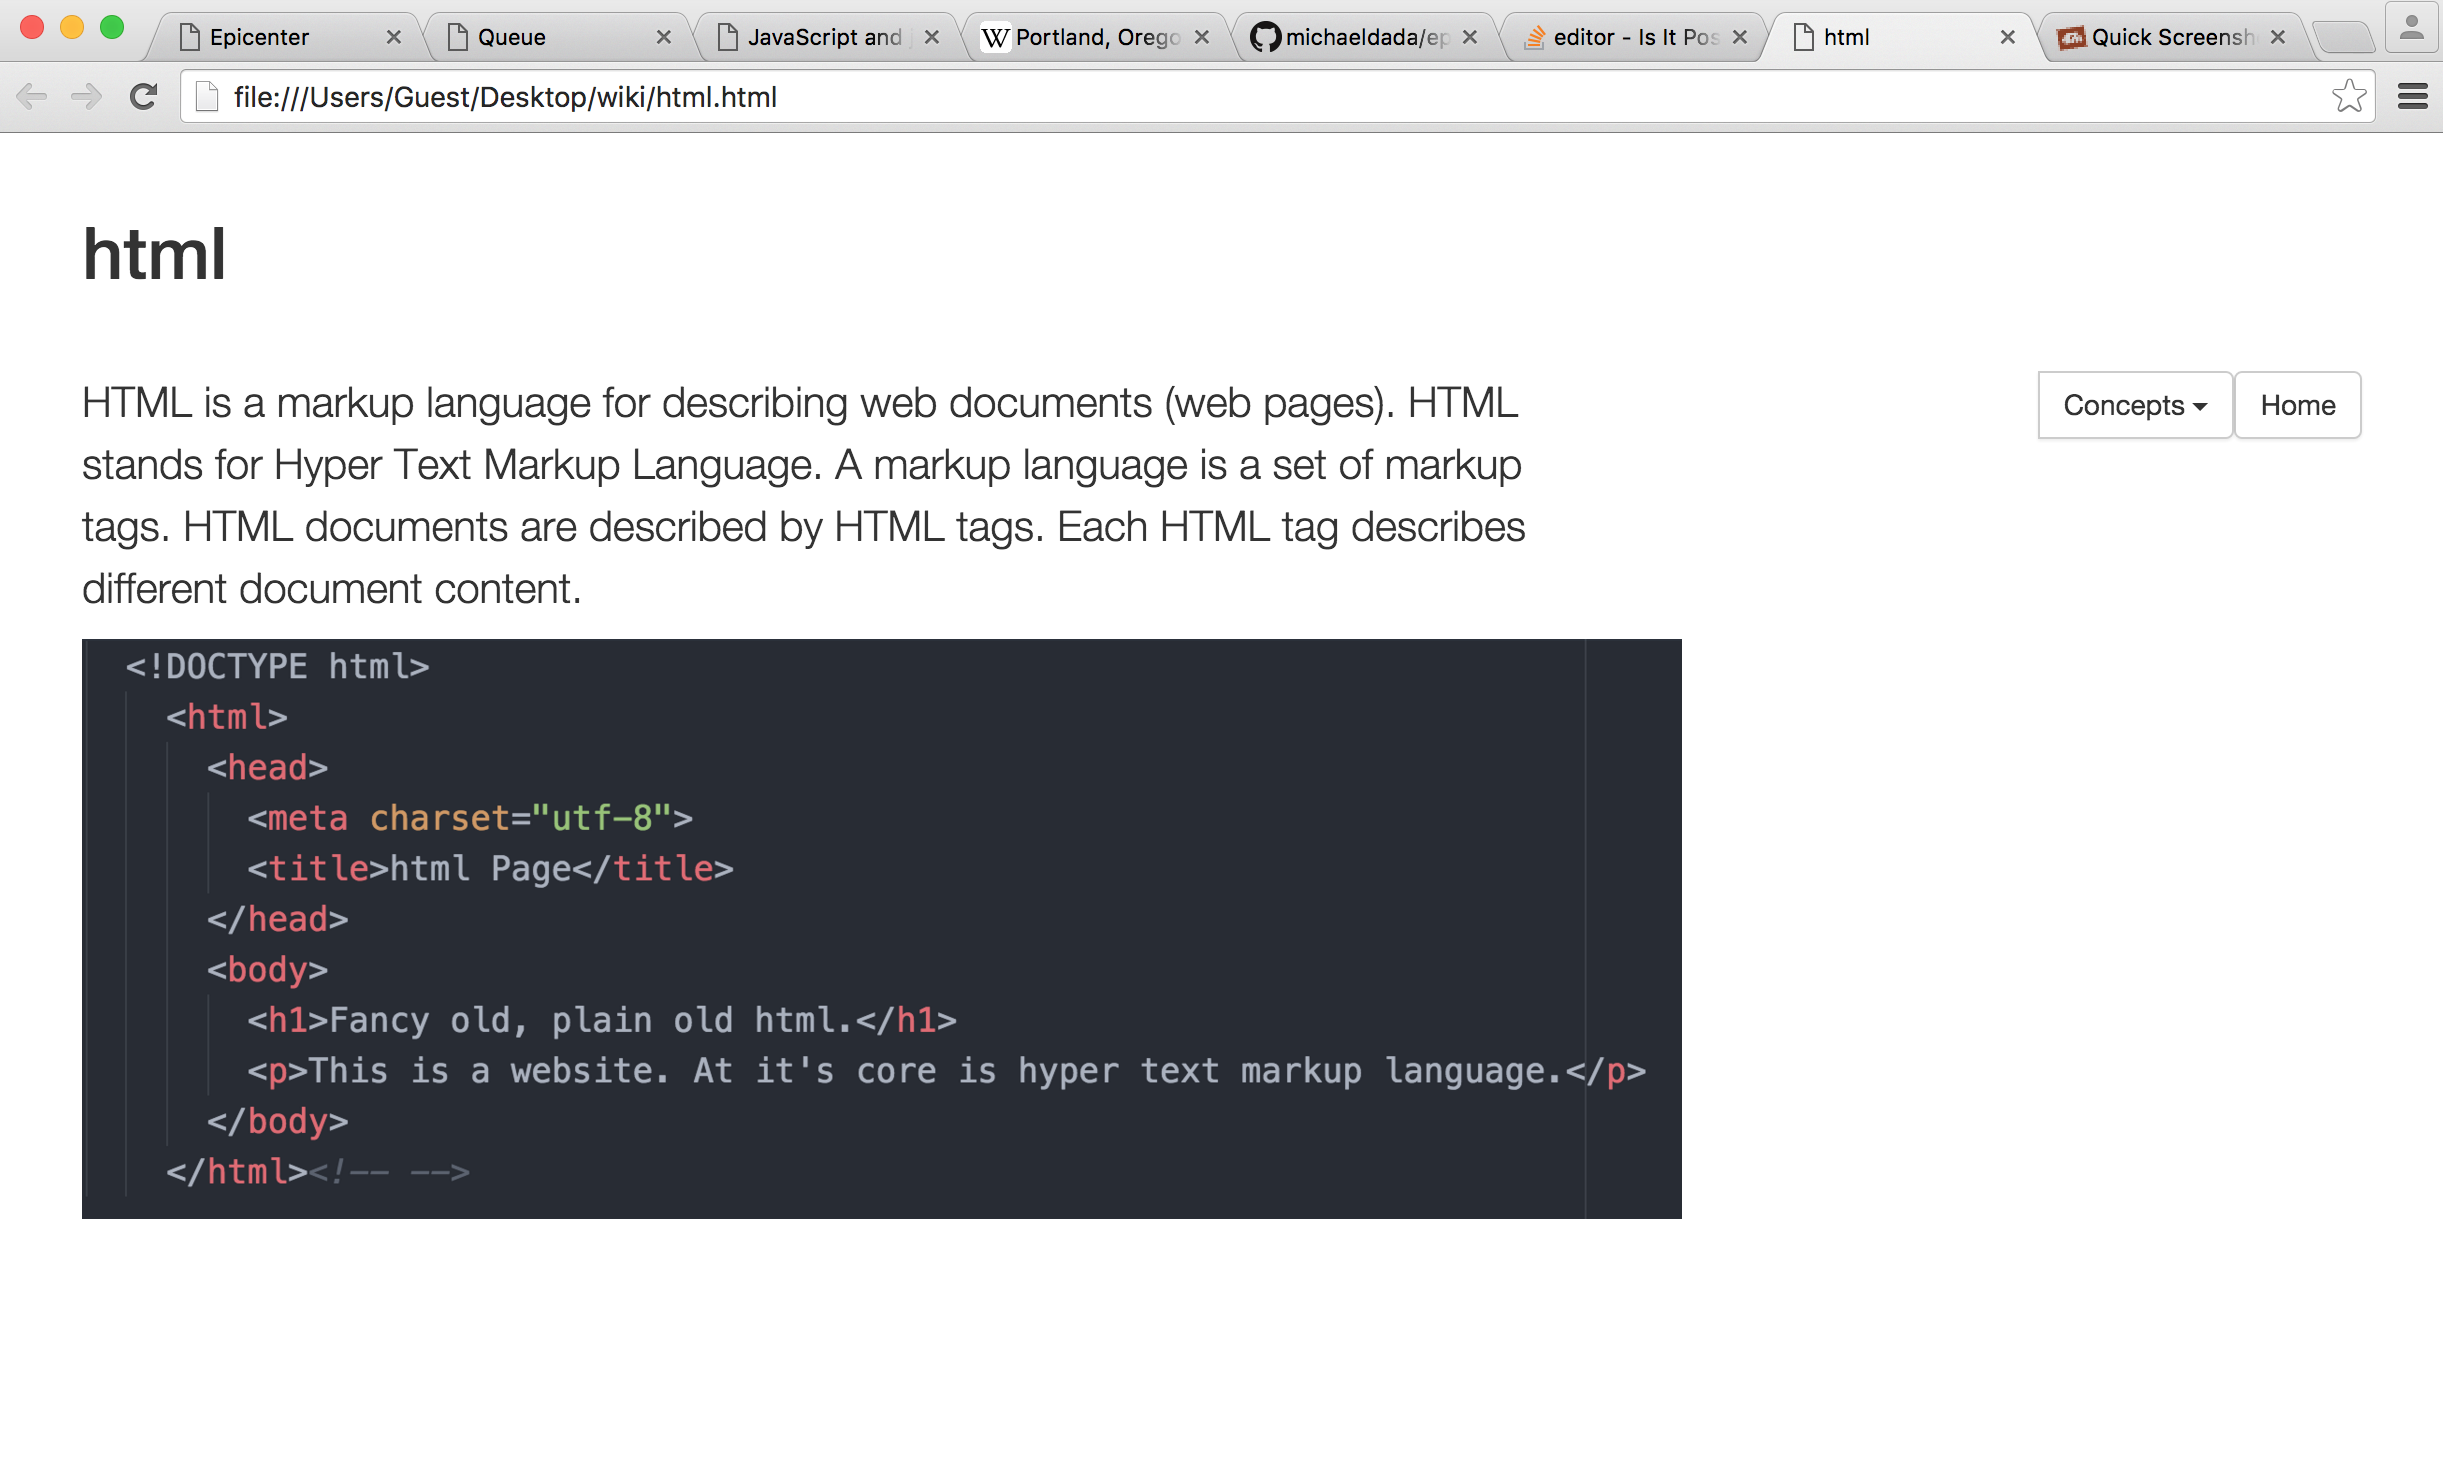 Epicenter
Queue
JavaScript and
Portland, Orego
michaeldada/ep
editor - Is It Pos
html
Quick Screensh
file:///Users/Guest/Desktop/wiki/html.html
html
HTML is a markup language for describing web documents (web pages). HTML
stands for Hyper Text Markup Language. A markup language is a set of markup
tags. HTML documents are described by HTML tags. Each HTML tag describes
different document content.
Concepts
Home
<!DOCTYPE html>
<html>
<head>
<meta charset="utf-8">
<title>html Page</title>
</head>
<body>
<h1>Fancy old, plain old html.</h1>
<p>This is a website. At it's core is hyper text markup language.</p>
</body>
</html><!-- -->